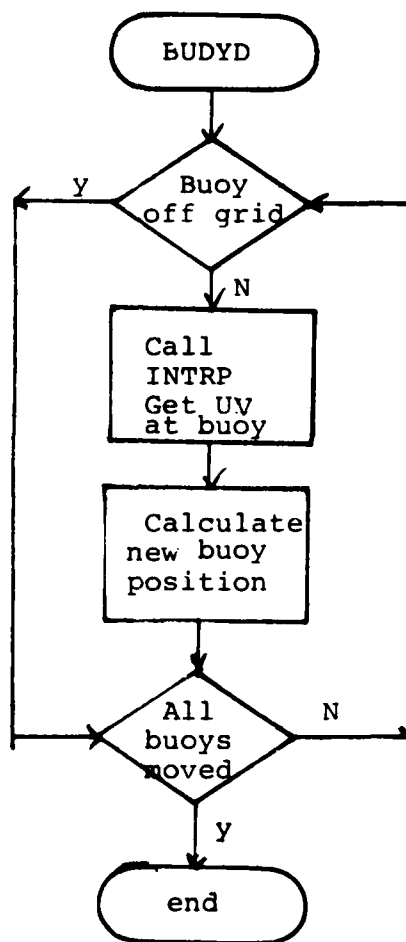 BUDYD
y
Buoy
off grid
N
Call
INTRP
Get UV
at buoy
Calculate
new buoy
position
All
buoys
moved
N
y
end